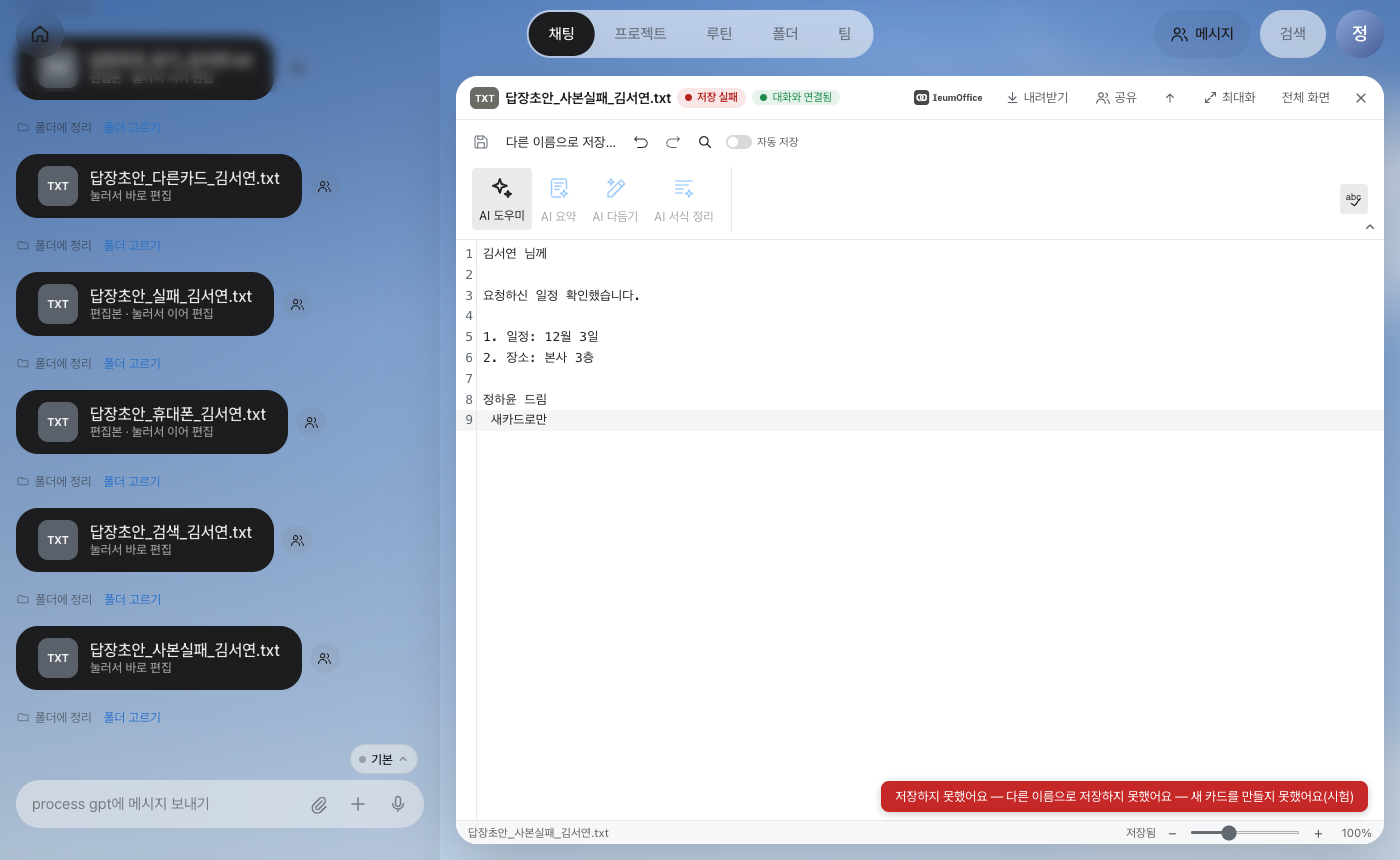 채팅
프로젝트
루틴
폴더
팀
메시지
검색
정
편집본 · 눌러서 이어 편집
폴더에 정리 폴더 고르기
TXT
답장초안_다른카드_김서연.txt
눌러서 바로 편집
폴더에 정리 폴더 고르기
TXT
답장초안_실패_김서연.txt
편집본 · 눌러서 이어 편집
폴더에 정리 폴더 고르기
TXT
답장초안_휴대폰_김서연.txt
편집본 · 눌러서 이어 편집
폴더에 정리 폴더 고르기
TXT
답장초안_검색_김서연.txt
눌러서 바로 편집
폴더에 정리 폴더 고르기
TXT
답장초안_사본실패_김서연.txt
눌러서 바로 편집
폴더에 정리 폴더 고르기
기본
process gpt에 메시지 보내기
TXT 답장초안_사본실패_김서연.txt 저장 실패 대화와 연결됨 IeumOffice 내려받기 공유 최대화 전체 화면
다른 이름으로 저장... 자동 저장
AI 도우미 AI 요약 AI 다듬기 AI 서식 정리
abc
1 김서연 님께
2
3 요청하신 일정 확인했습니다.
4
5 1. 일정: 12월 3일
6 2. 장소: 본사 3층
7
8 정하윤 드림
9 새카드로만
저장하지 못했어요 — 다른 이름으로 저장하지 못했어요 — 새 카드를 만들지 못했어요(시험)
답장초안_사본실패_김서연.txt 저장됨 − + 100%